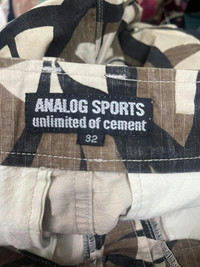 ANALOG SPORTS
unlimited of cement
32